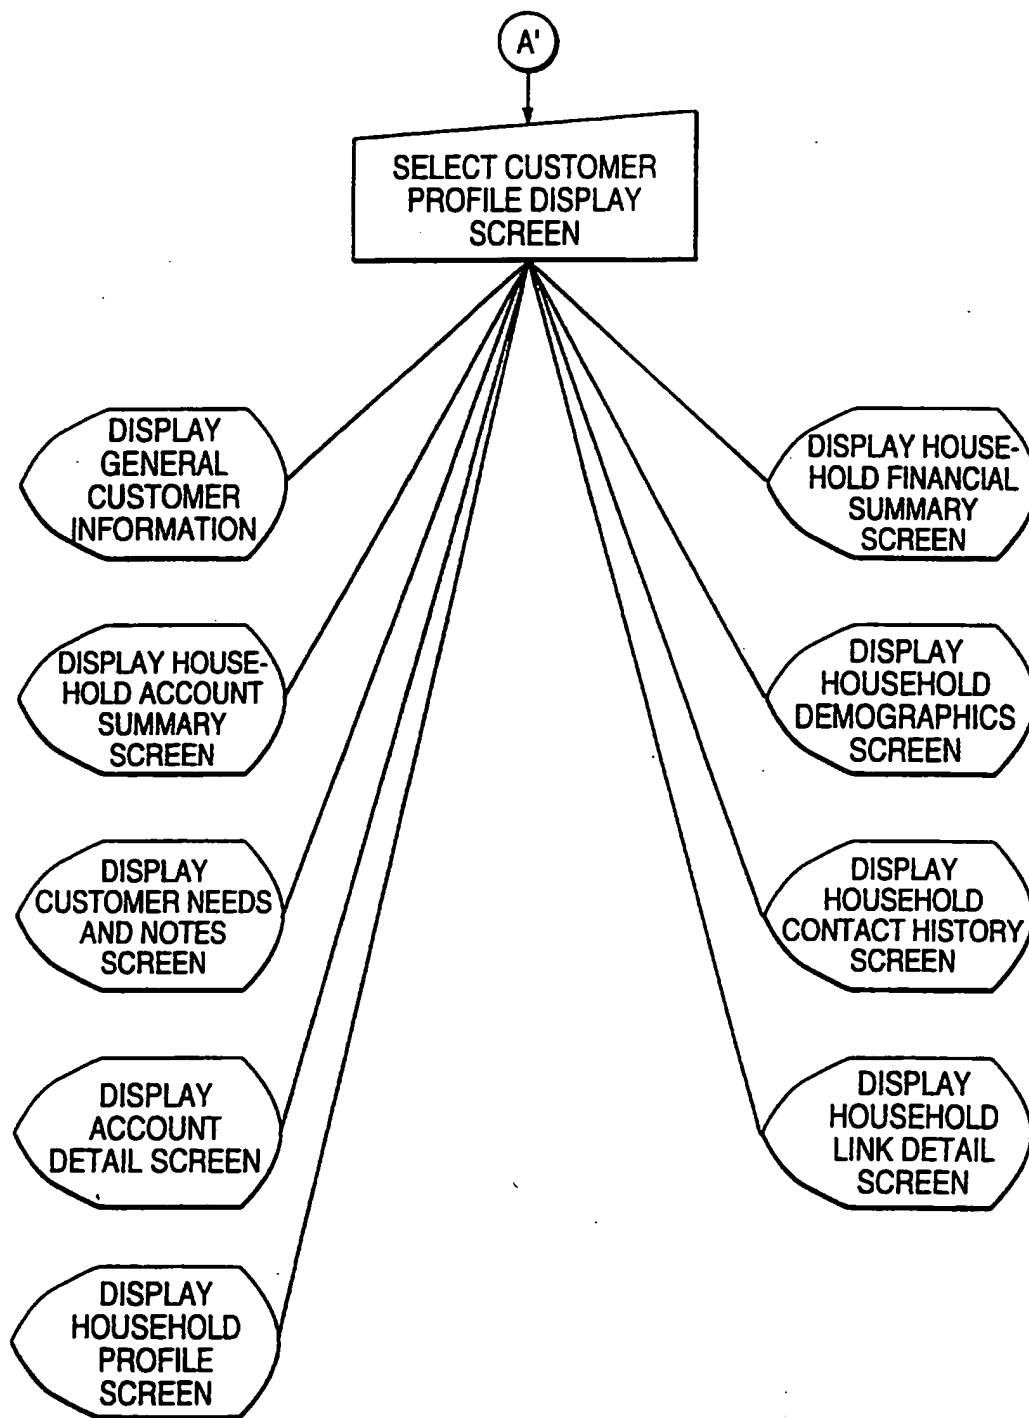 A'
SELECT CUSTOMER
PROFILE DISPLAY
SCREEN
DISPLAY
GENERAL
CUSTOMER
INFORMATION
DISPLAY HOUSE-
HOLD ACCOUNT
SUMMARY
SCREEN
DISPLAY
CUSTOMER NEEDS
AND NOTES
SCREEN
DISPLAY
ACCOUNT
DETAIL SCREEN
DISPLAY
HOUSEHOLD
PROFILE
SCREEN
DISPLAY HOUSE-
HOLD FINANCIAL
SUMMARY
SCREEN
DISPLAY
HOUSEHOLD
DEMOGRAPHICS
SCREEN
DISPLAY
HOUSEHOLD
CONTACT HISTORY
SCREEN
DISPLAY
HOUSEHOLD
LINK DETAIL
SCREEN